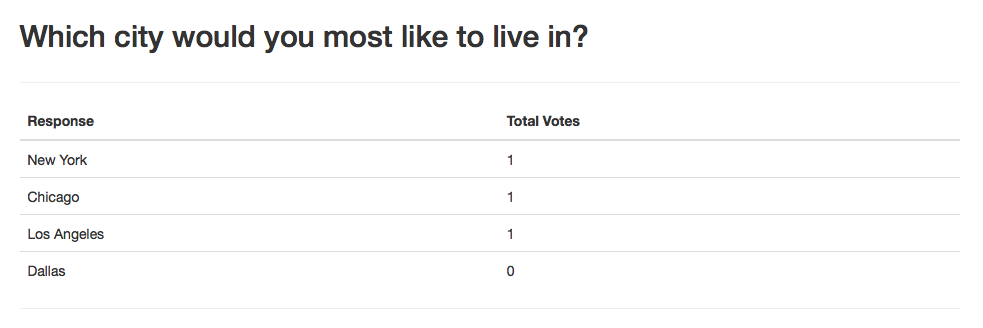 Which city would you most like to live in?
Response Total Votes
New York 1
Chicago 1
Los Angeles 1
Dallas 0